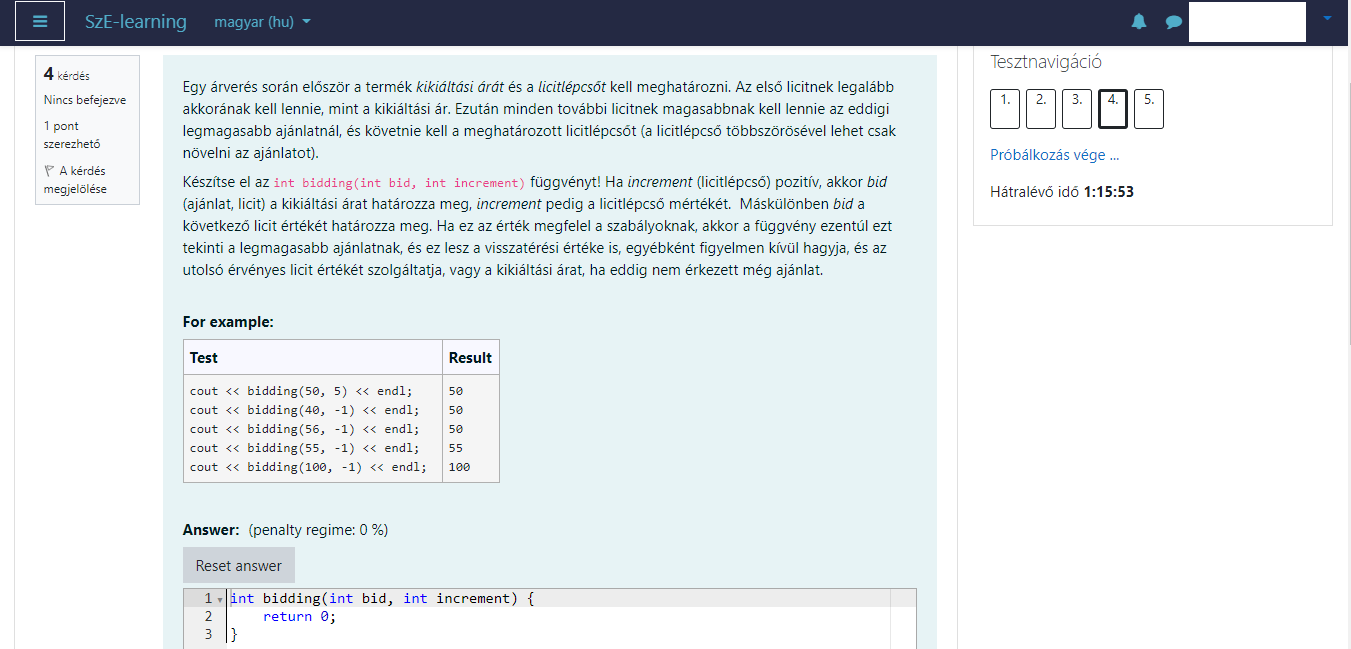 SzE-learning
magyar (hu)
4 kérdés
Nincs befejezve
1 pont
szerezhető
A kérdés
megjelölése
Egy árverés során először a termék kikiáltási árát és a licitlépcsőt kell meghatározni. Az első licitnek legalább
akkorának kell lennie, mint a kikiáltási ár. Ezután minden további licitnek magasabbnak kell lennie az eddigi
legmagasabb ajánlatnál, és követnie kell a meghatározott licitlépcsőt (a licitlépcső többszörösével lehet csak
növelni az ajánlatot).
Készítse el az int bidding(int bid, int increment) függvényt! Ha increment (licitlépcső) pozitív, akkor bid
(ajánlat, licit) a kikiáltási árat határozza meg, increment pedig a licitlépcső mértékét. Máskülönben bid a
következő licit értékét határozza meg. Ha ez az érték megfelel a szabályoknak, akkor a függvény ezentúl ezt
tekinti a legmagasabb ajánlatnak, és ez lesz a visszatérési értéke is, egyébként figyelmen kívül hagyja, és az
utolsó érvényes licit értékét szolgáltatja, vagy a kikiáltási árat, ha eddig nem érkezett még ajánlat.
For example:
Test Result
cout << bidding(50, 5) << endl; 50
cout << bidding(40, -1) << endl; 50
cout << bidding(56, -1) << endl; 50
cout << bidding(55, -1) << endl; 55
cout << bidding(100, -1) << endl; 100
Answer: (penalty regime: 0 %)
Reset answer
1 int bidding(int bid, int increment) {
2 return 0;
3 }
Tesztnavigáció
1. 2. 3. 4. 5.
Próbálkozás vége ...
Hátralévő idő 1:15:53